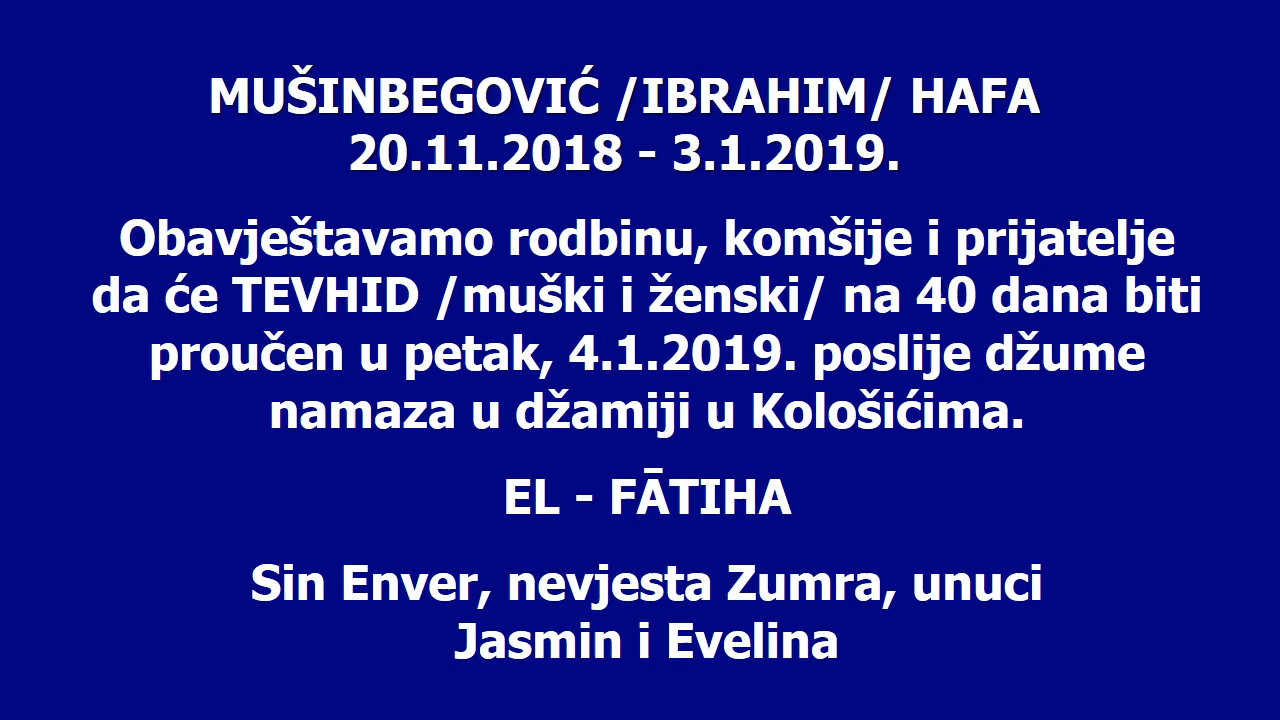 MUŠINBEGOVIĆ /IBRAHIM/ HAFA
20.11.2018 - 3.1.2019.
Obavještavamo rodbinu, komšije i prijatelje
da će TEVHID /muški i ženski/ na 40 dana biti
proučen u petak, 4.1.2019. poslije džume
namaza u džamiji u Kološićima.
EL - FĀTIHA
Sin Enver, nevjesta Zumra, unuci
Jasmin i Evelina